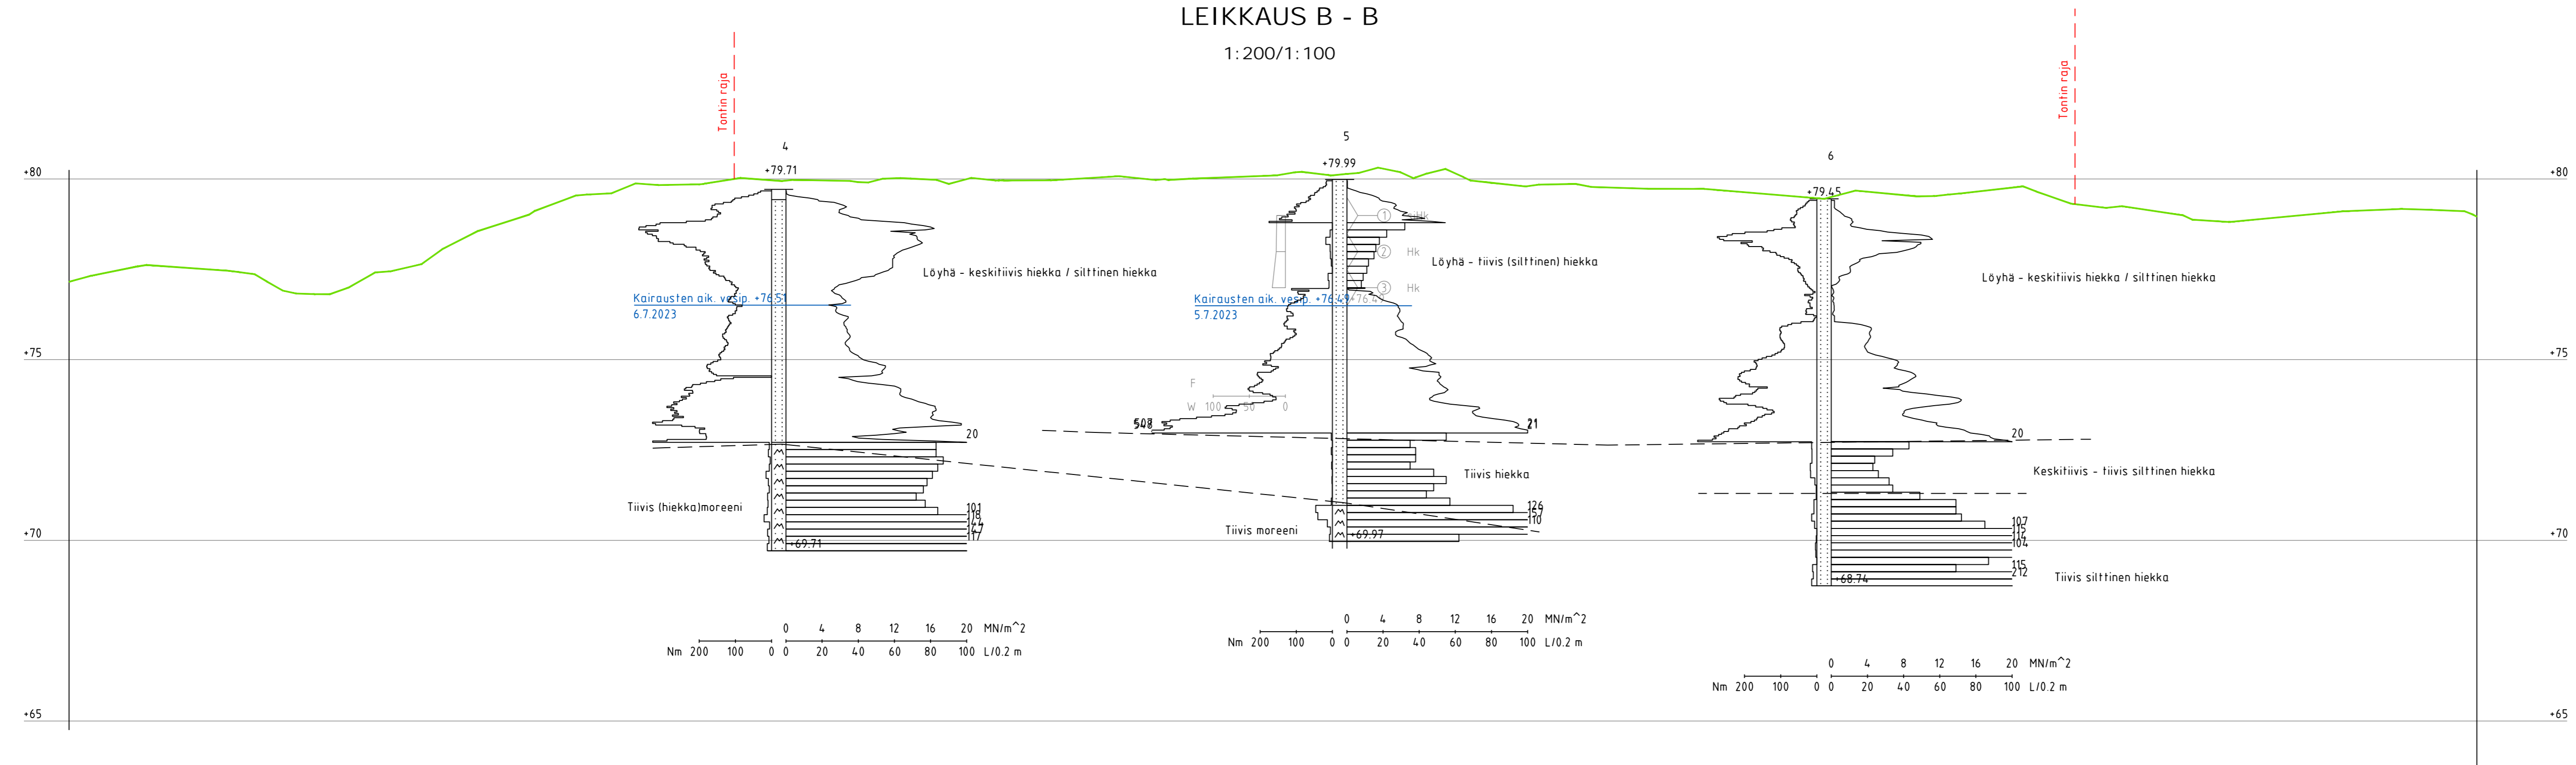 LEIKKAUS B - B
1:200/1:100
Tontin raja
Tontin raja
4
5
6
+79.71
+79.99
+79.45
+80
+80
1
Hk
2
Hk
3
Hk
Löyhä - keskitiivis hiekka / silttinen hiekka
Löyhä - tiivis (silttinen) hiekka
Löyhä - keskitiivis hiekka / silttinen hiekka
Kairausten aik. vesip. +76.51
6.7.2023
Kairausten aik. vesip. +76.49
5.7.2023
+75
+75
F
W 100 50 0
548
21
20
20
Tiivis hiekka
Keskitiivis - tiivis silttinen hiekka
Tiivis (hiekka)moreeni
101
118
144
147
117
126
157
110
Tiivis moreeni
107
115
114
104
115
212
+70
+70
+69.71
+69.97
+68.74
Tiivis silttinen hiekka
0 4 8 12 16 20 MN/m^2
Nm 200 100 0 0 20 40 60 80 100 L/0.2 m
0 4 8 12 16 20 MN/m^2
Nm 200 100 0 0 20 40 60 80 100 L/0.2 m
0 4 8 12 16 20 MN/m^2
Nm 200 100 0 0 20 40 60 80 100 L/0.2 m
+65
+65